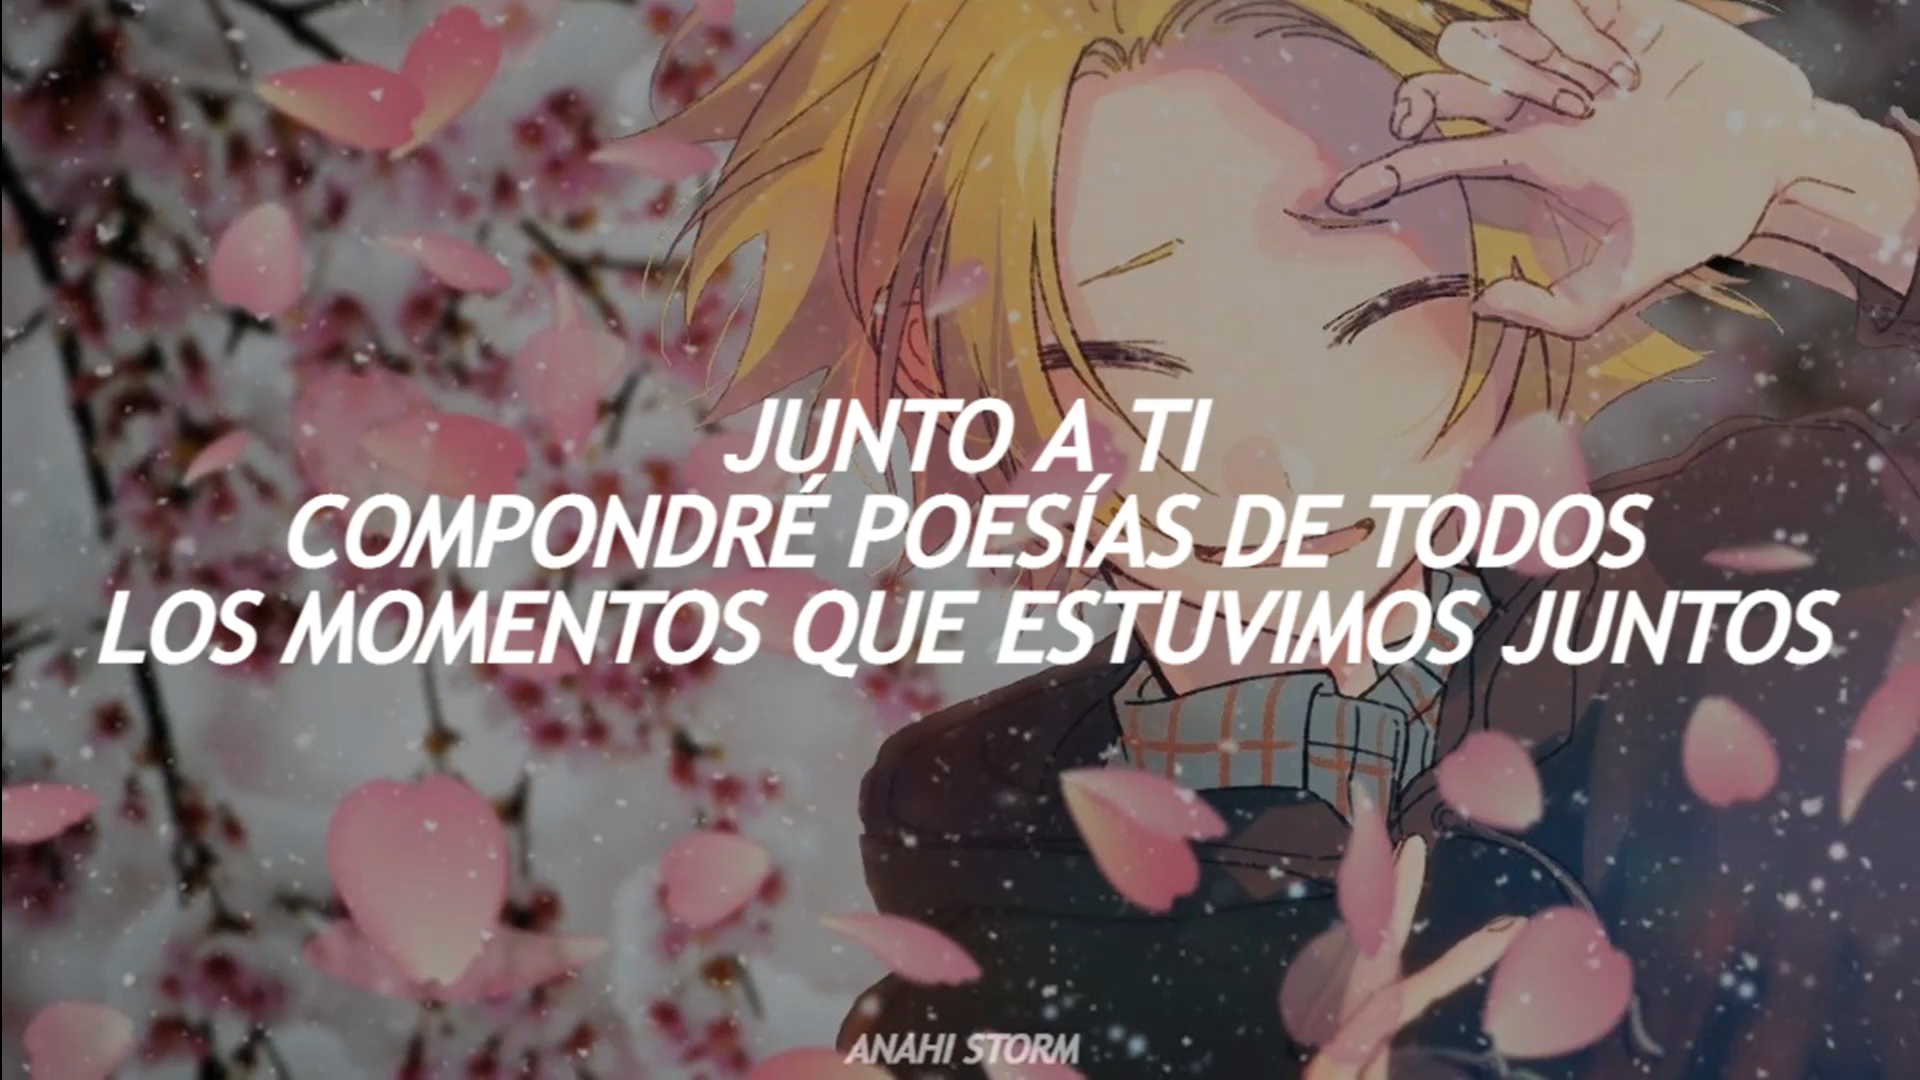 JUNTO A TI
COMPONDRÉ POESÍAS DE TODOS
LOS MOMENTOS QUE ESTUVIMOS JUNTOS
ANAHI STORM